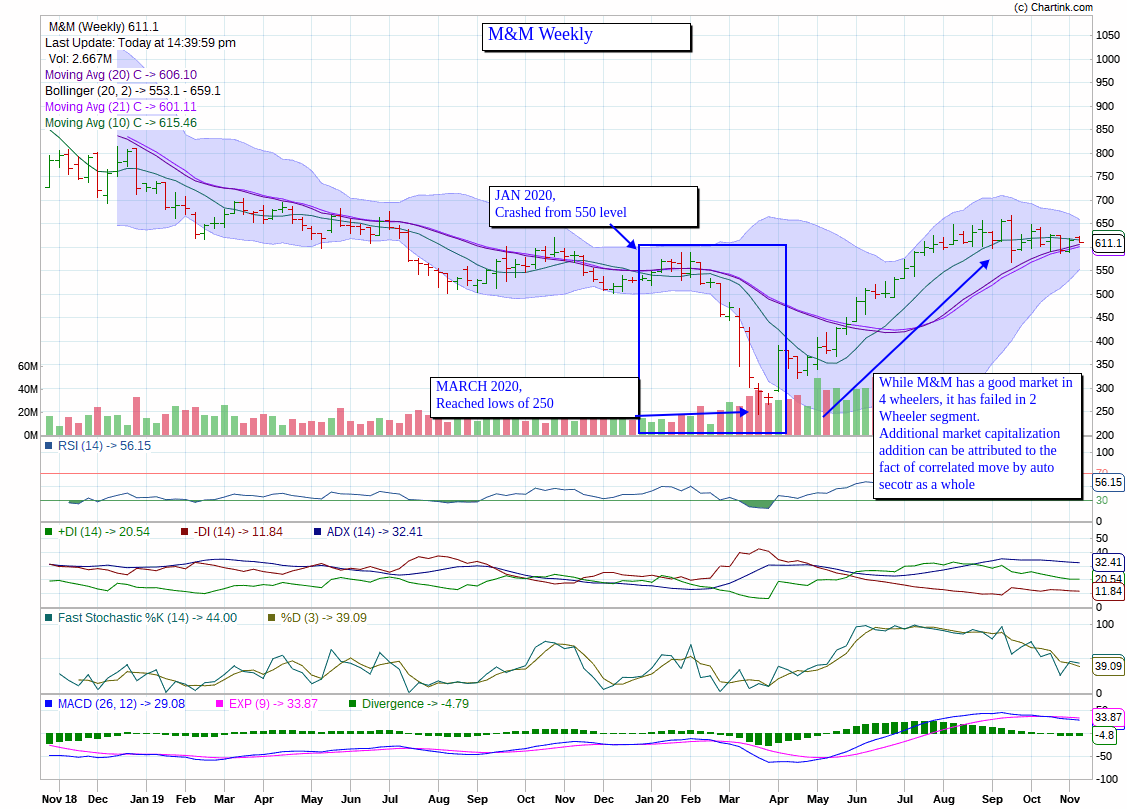 (c) Chartink.com
M&M (Weekly) 611.1
Last Update: Today at 14:39:59 pm
Vol: 2.667M
Moving Avg (20) C -> 606.10
Bollinger (20, 2) -> 553.1 - 659.1
Moving Avg (21) C -> 601.11
Moving Avg (10) C -> 615.46
M&M Weekly
JAN 2020,
Crashed from 550 level
MARCH 2020,
Reached lows of 250
While M&M has a good market in
4 wheelers, it has failed in 2
Wheeler segment.
Additional market capitalization
addition can be attributed to the
fact of correlated move by auto
secotr as a whole
1050
1000
950
900
850
800
750
700
650
611.1
550
500
450
400
350
300
250
200
60M
40M
20M
0M
RSI (14) -> 56.15
100
70
56.15
30
0
+DI (14) -> 20.54 -DI (14) -> 11.84 ADX (14) -> 32.41
50
40
32.41
20.54
11.84
0
Fast Stochastic %K (14) -> 44.00 %D (3) -> 39.09
100
39.09
0
MACD (26, 12) -> 29.08 EXP (9) -> 33.87 Divergence -> -4.79
50
33.87
-4.8
-50
-100
Nov 18 Dec Jan 19 Feb Mar Apr May Jun Jul Aug Sep Oct Nov Dec Jan 20 Feb Mar Apr May Jun Jul Aug Sep Oct Nov